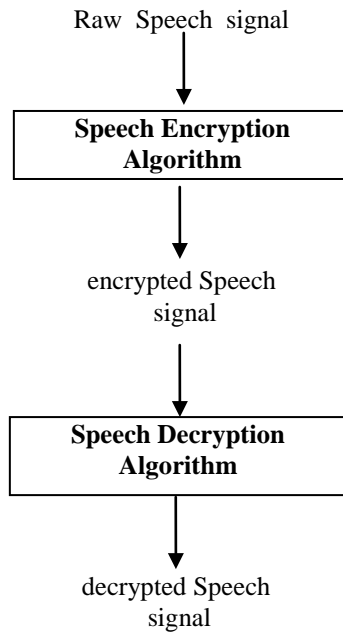 Raw Speech signal
Speech Encryption
Algorithm
encrypted Speech
signal
Speech Decryption
Algorithm
decrypted Speech
signal